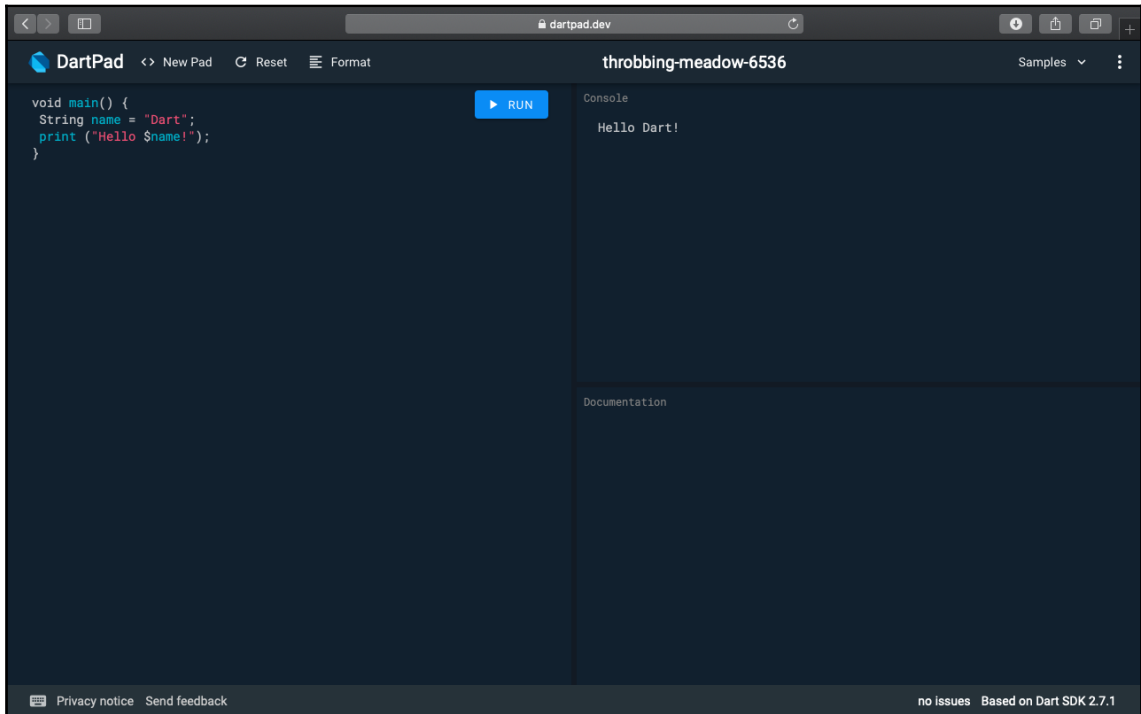 dartpad.dev
DartPad <> New Pad Reset Format throbbing-meadow-6536 Samples
void main() {
String name = "Dart";
print ("Hello $name!");
}
RUN
Console
Hello Dart!
Documentation
Privacy notice Send feedback no issues Based on Dart SDK 2.7.1